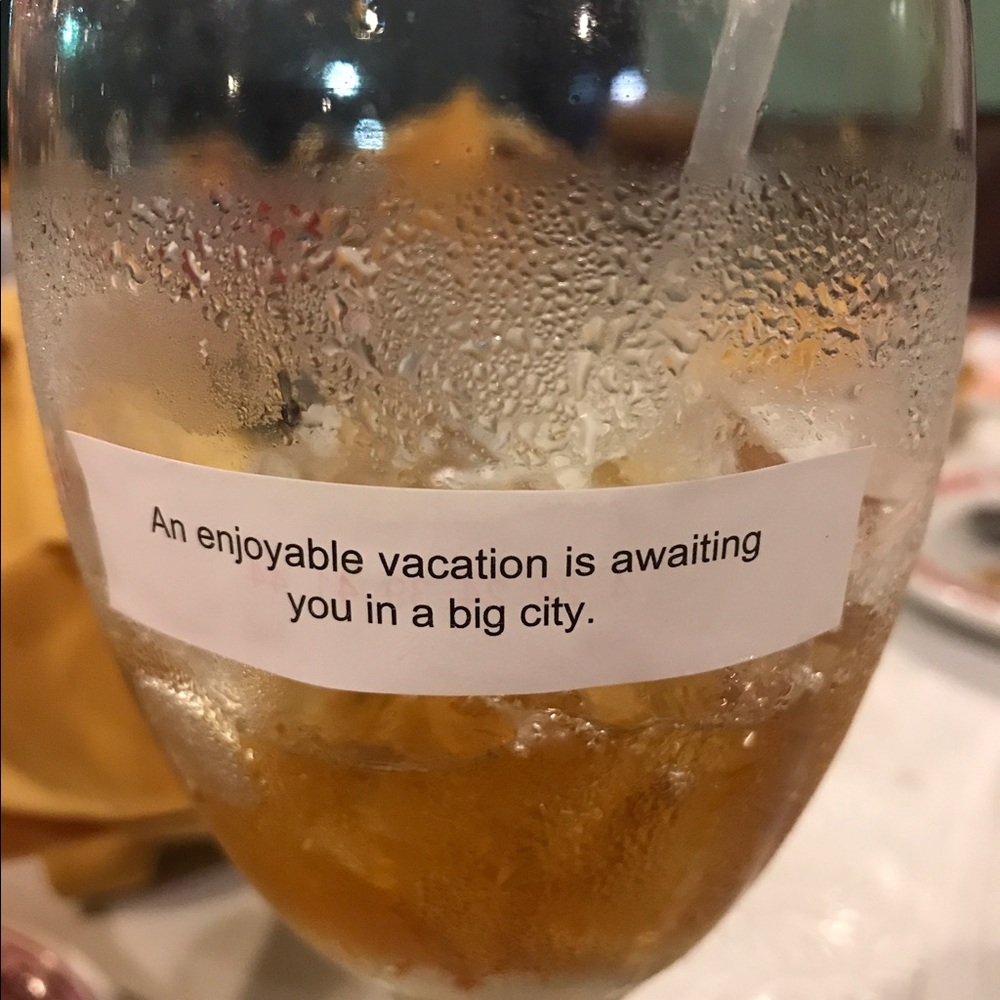 An enjoyable vacation is awaiting
you in a big city.